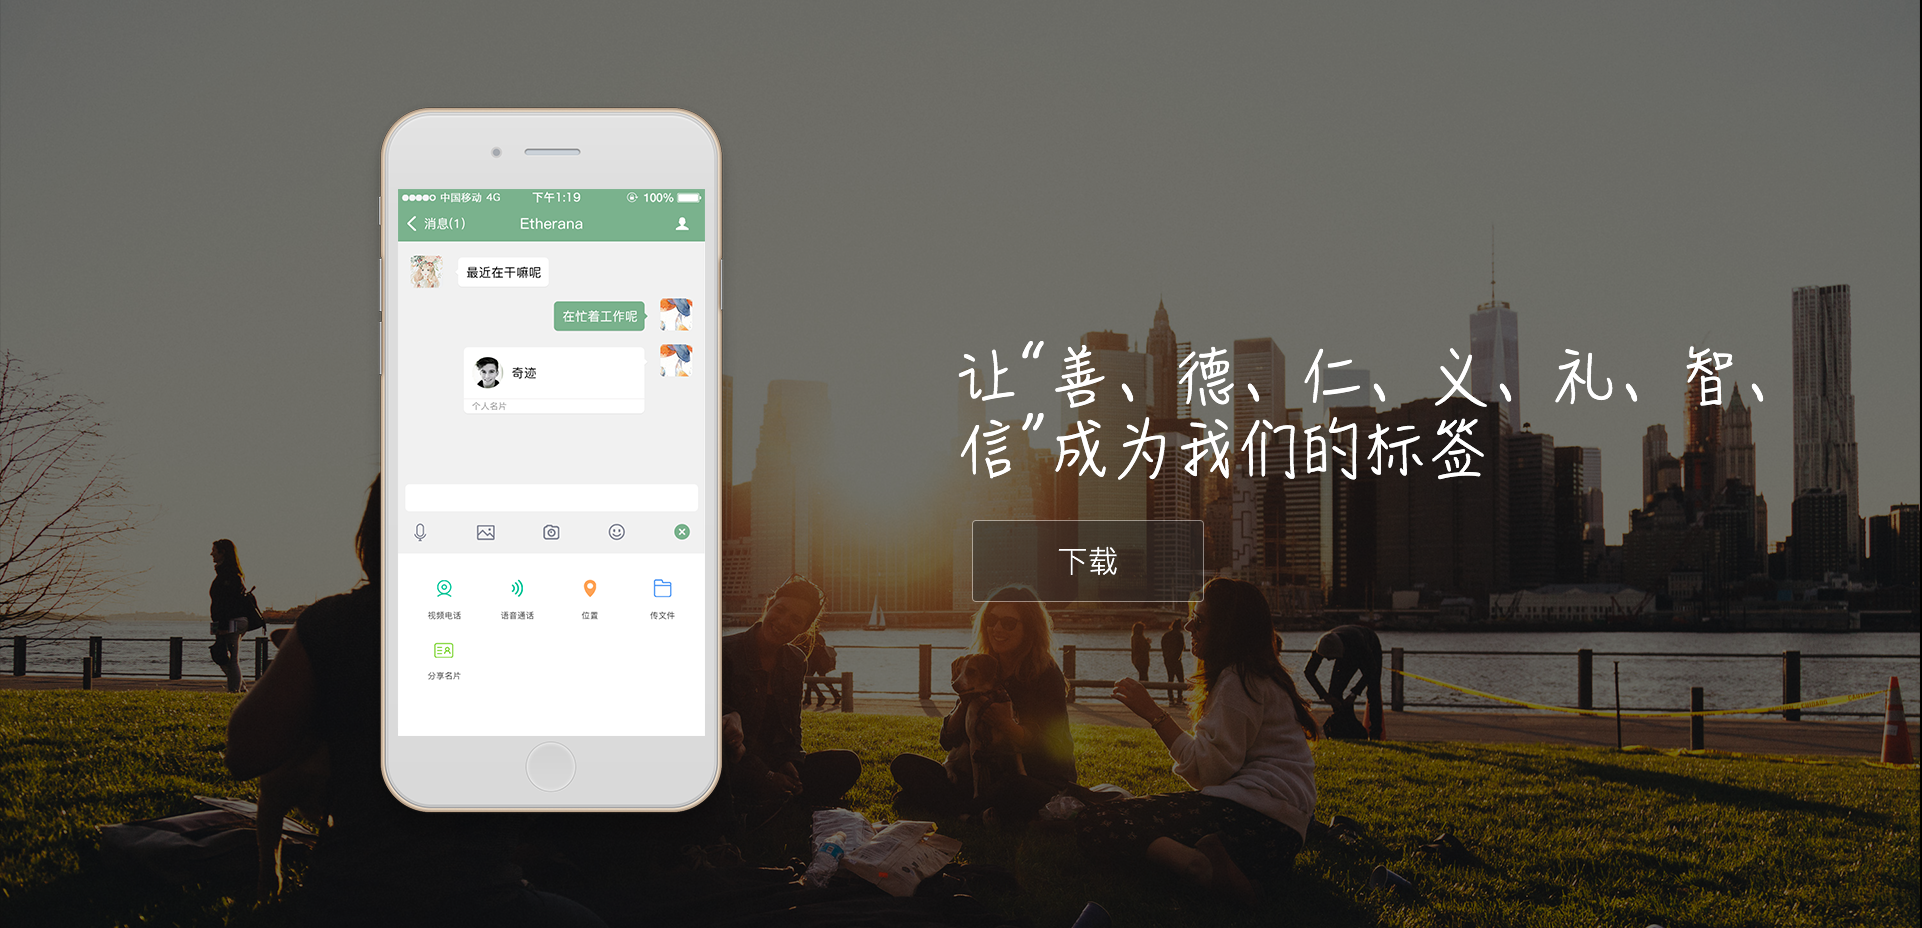 中国移动 4G 下午1:19 100%
消息(1) Etherana
最近在干嘛呢
在忙着工作呢
奇迹
个人名片
视频电话 语音通话 位置 传文件
分享名片
让“善、德、仁、义、礼、智、
信”成为我们的标签
下载